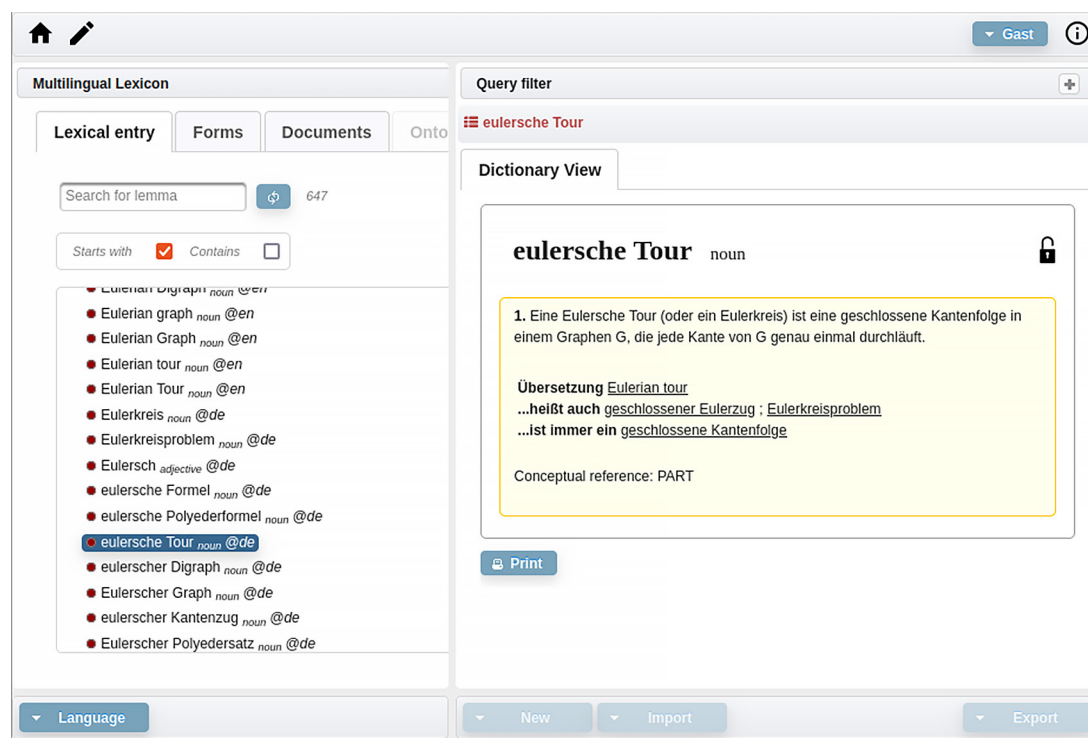 Gast
Multilingual Lexicon
Query filter
Lexical entry Forms Documents Onto
eulersche Tour
Dictionary View
Search for lemma 647
Starts with Contains
Eulerian Digraph noun @en
Eulerian graph noun @en
Eulerian Graph noun @en
Eulerian tour noun @en
Eulerian Tour noun @en
Eulerkreis noun @de
Eulerkreisproblem noun @de
Eulersch adjective @de
eulersche Formel noun @de
eulersche Polyederformel noun @de
eulersche Tour noun @de
eulerscher Digraph noun @de
Eulerscher Graph noun @de
eulerscher Kantenzug noun @de
Eulerscher Polyedersatz noun @de
eulersche Tour noun
1. Eine Eulersche Tour (oder ein Eulerkreis) ist eine geschlossene Kantenfolge in
einem Graphen G, die jede Kante von G genau einmal durchläuft.
Übersetzung Eulerian tour
...heißt auch geschlossener Eulerzug ; Eulerkreisproblem
...ist immer ein geschlossene Kantenfolge
Conceptual reference: PART
Print
Language
New Import Export